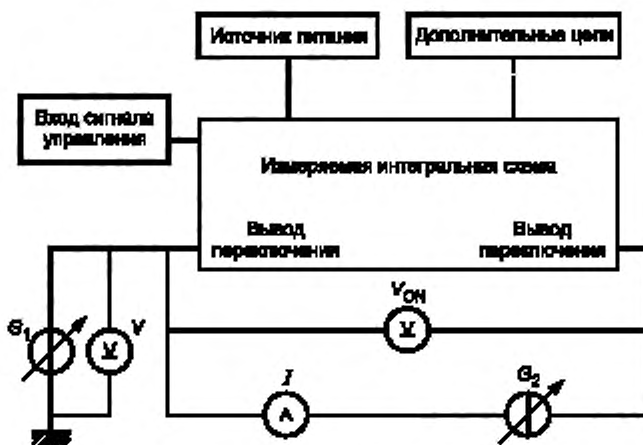 Источник питания
Дополнительные цепи
Вход сигнала
управления
Измеряемая интегральная схема
Вывод
переключения
Вывод
переключения
V_ON
V
G_1
V
V
I
A
G_2